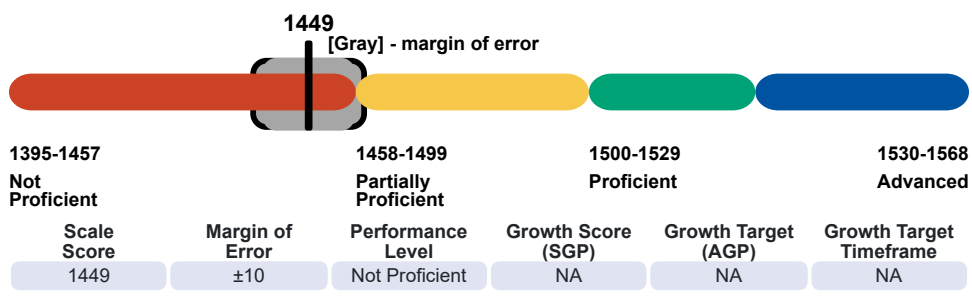 1449
[Gray] - margin of error
1395-1457 1458-1499 1500-1529 1530-1568
Not Partially Proficient Advanced
Proficient Proficient
Scale Margin of Performance Growth Score Growth Target Growth Target
Score Error Level (SGP) (AGP) Timeframe
1449 ±10 Not Proficient NA NA NA